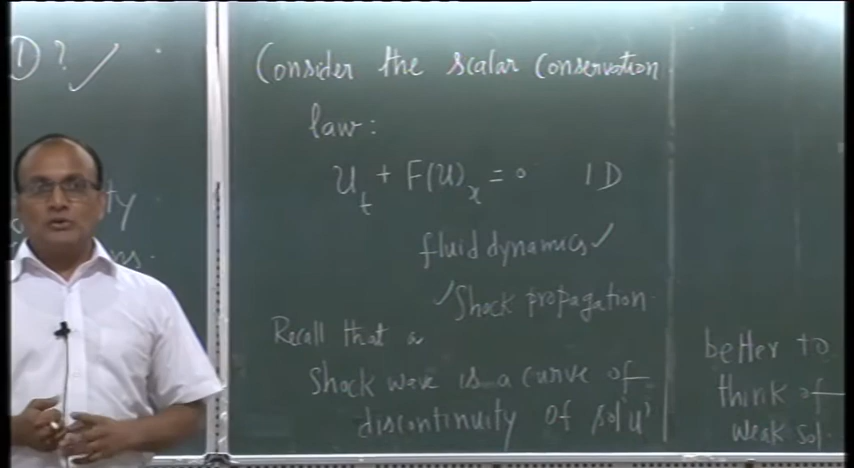 1) ? ✓
ty
ns
Consider the scalar conservation
law :
U_t + F(U)_x = 0 1D
fluid dynamics ✓
✓ Shock propagation
Recall that a
Shock wave is a curve of
discontinuity of sol'u'
better to
think of
weak sol